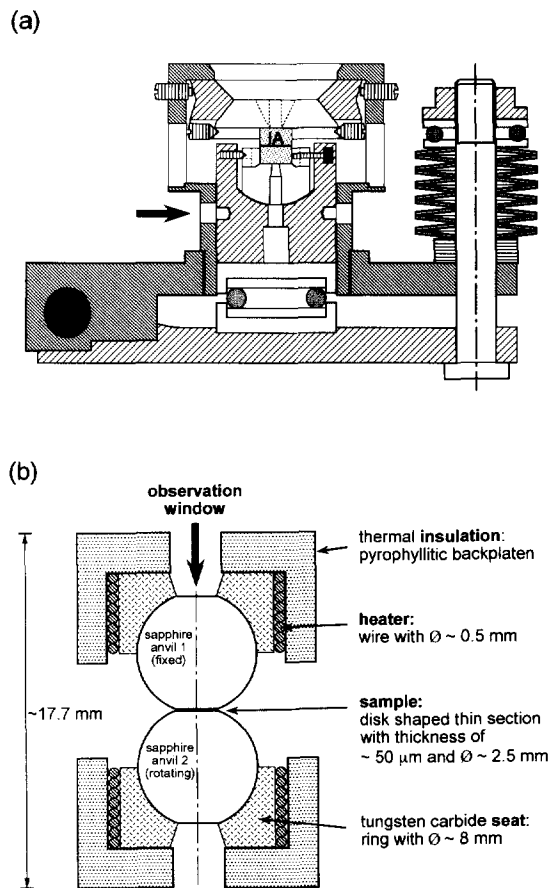 (a)
IA
(b)
observation
window
thermal insulation:
pyrophyllitic backplaten
sapphire
anvil 1
(fixed)
heater:
wire with Ø ~ 0.5 mm
~17.7 mm
sample:
disk shaped thin section
with thickness of
~ 50 µm and Ø ~ 2.5 mm
sapphire
anvil 2
(rotating)
tungsten carbide seat:
ring with Ø ~ 8 mm